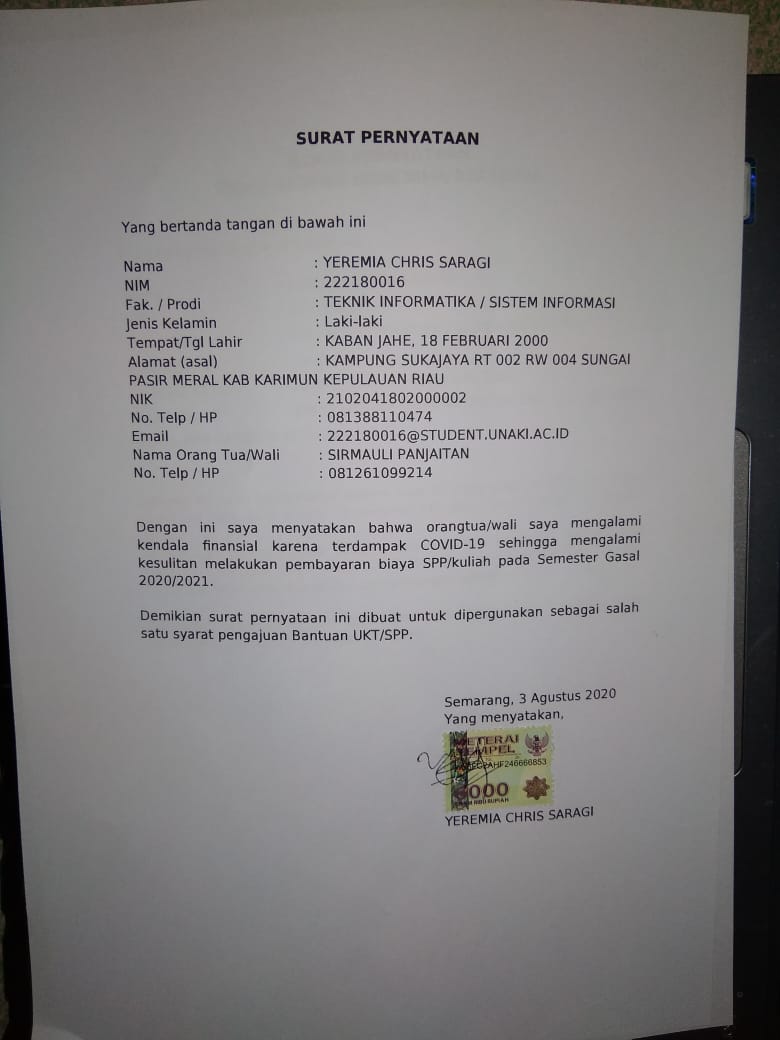 SURAT PERNYATAAN
Yang bertanda tangan di bawah ini
Nama : YEREMIA CHRIS SARAGI
NIM : 222180016
Fak. / Prodi : TEKNIK INFORMATIKA / SISTEM INFORMASI
Jenis Kelamin : Laki-laki
Tempat/Tgl Lahir : KABAN JAHE, 18 FEBRUARI 2000
Alamat (asal) : KAMPUNG SUKAJAYA RT 002 RW 004 SUNGAI
PASIR MERAL KAB KARIMUN KEPULAUAN RIAU
NIK : 2102041802000002
No. Telp / HP : 081388110474
Email : 222180016@STUDENT.UNAKI.AC.ID
Nama Orang Tua/Wali : SIRMAULI PANJAITAN
No. Telp / HP : 081261099214
Dengan ini saya menyatakan bahwa orangtua/wali saya mengalami
kendala finansial karena terdampak COVID-19 sehingga mengalami
kesulitan melakukan pembayaran biaya SPP/kuliah pada Semester Gasal
2020/2021.
Demikian surat pernyataan ini dibuat untuk dipergunakan sebagai salah
satu syarat pengajuan Bantuan UKT/SPP.
Semarang, 3 Agustus 2020
Yang menyatakan,
METERAI
TEMPEL
6000
RIBU RUPIAH
YEREMIA CHRIS SARAGI